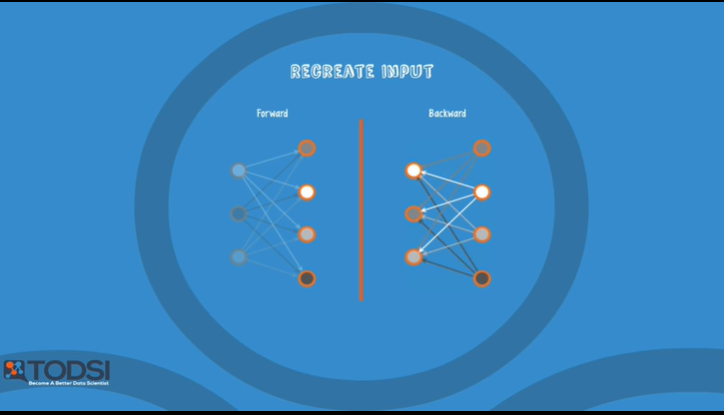 RECREATE INPUT
Forward
Backward
TODSI
Become A Better Data Scientist